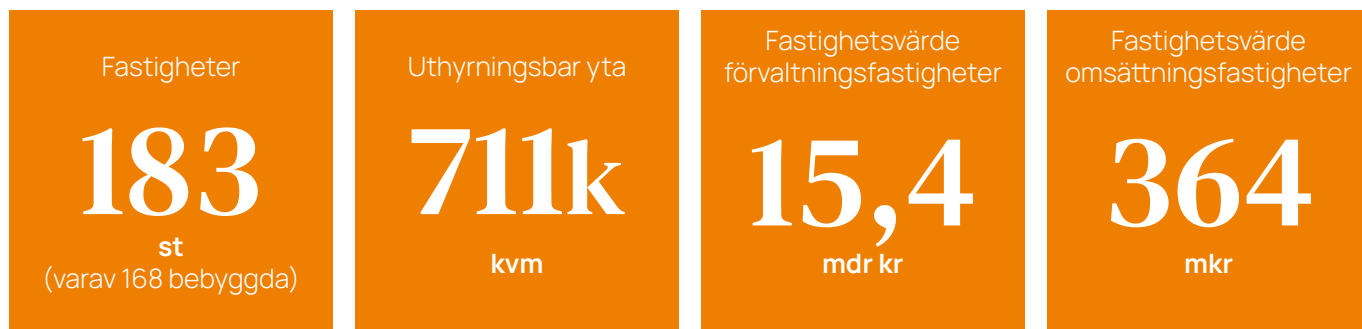 Fastigheter
183
st
(varav 168 bebyggda)
Uthyrningsbar yta
711k
kvm
Fastighetsvärde
förvaltningsfastigheter
15,4
mdr kr
Fastighetsvärde
omsättningsfastigheter
364
mkr